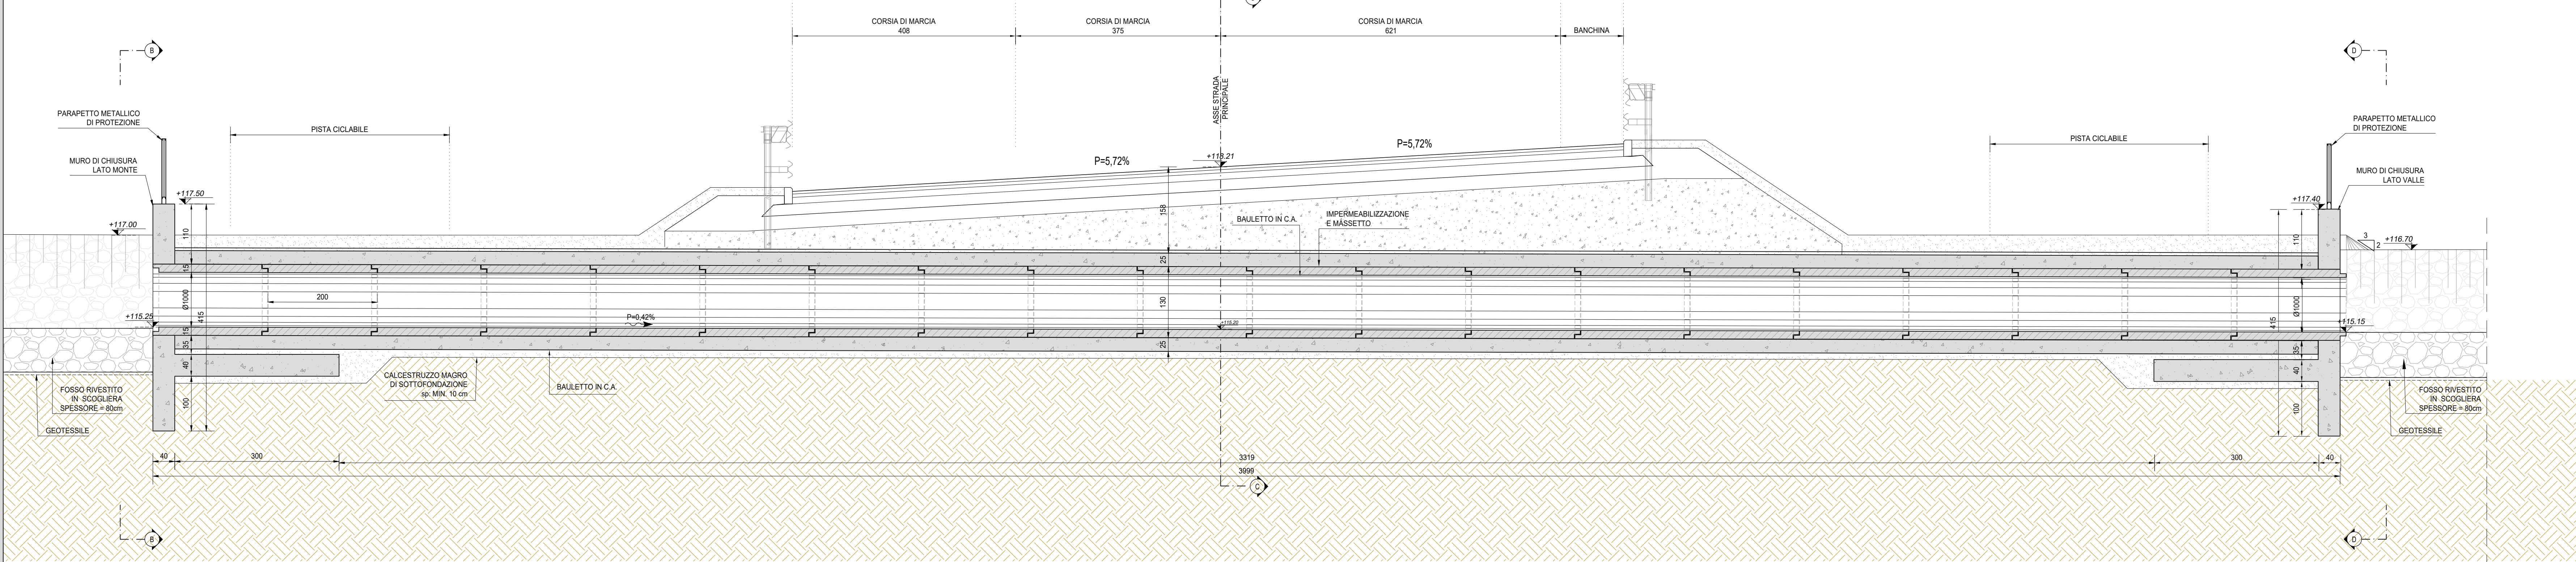 CORSIA DI MARCIA
408
CORSIA DI MARCIA
375
CORSIA DI MARCIA
621
BANCHINA
B
D
ASSE STRADA
PRINCIPALE
PARAPETTO METALLICO
DI PROTEZIONE
PISTA CICLABILE
PISTA CICLABILE
PARAPETTO METALLICO
DI PROTEZIONE
MURO DI CHIUSURA
LATO MONTE
P=5,72%
+118.21
P=5,72%
MURO DI CHIUSURA
LATO VALLE
+117.50
+117.40
+117.00
110
158
BAULETTO IN C.A.
IMPERMEABILIZZAZIONE
E MASSETTO
110
3
2
+116.70
15
25
200
Ø1000
415
130
Ø1000
415
+115.25
P=0,42%
+115.20
+115.15
15
35
25
35
40
40
100
100
FOSSO RIVESTITO
IN SCOGLIERA
SPESSORE = 80cm
CALCESTRUZZO MAGRO
DI SOTTOFONDAZIONE
sp: MIN. 10 cm
BAULETTO IN C.A.
FOSSO RIVESTITO
IN SCOGLIERA
SPESSORE = 80cm
GEOTESSILE
GEOTESSILE
40
300
3319
300
40
3999
C
B
D